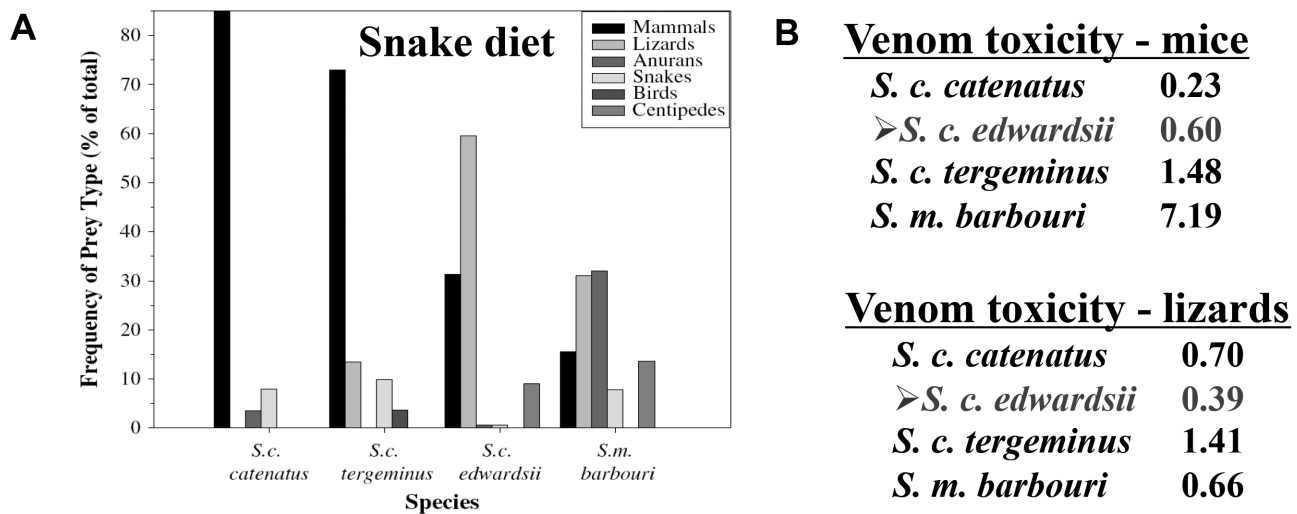 A
Snake diet
Mammals
Lizards
Anurans
Snakes
Birds
Centipedes
Frequency of Prey Type (% of total)
80
70
60
50
40
30
20
10
0
S.c. catenatus
S.c. tergeminus
S.c. edwardsii
S.m. barbouri
Species
B
Venom toxicity - mice
S. c. catenatus 0.23
➢S. c. edwardsii 0.60
S. c. tergeminus 1.48
S. m. barbouri 7.19
Venom toxicity - lizards
S. c. catenatus 0.70
➢S. c. edwardsii 0.39
S. c. tergeminus 1.41
S. m. barbouri 0.66